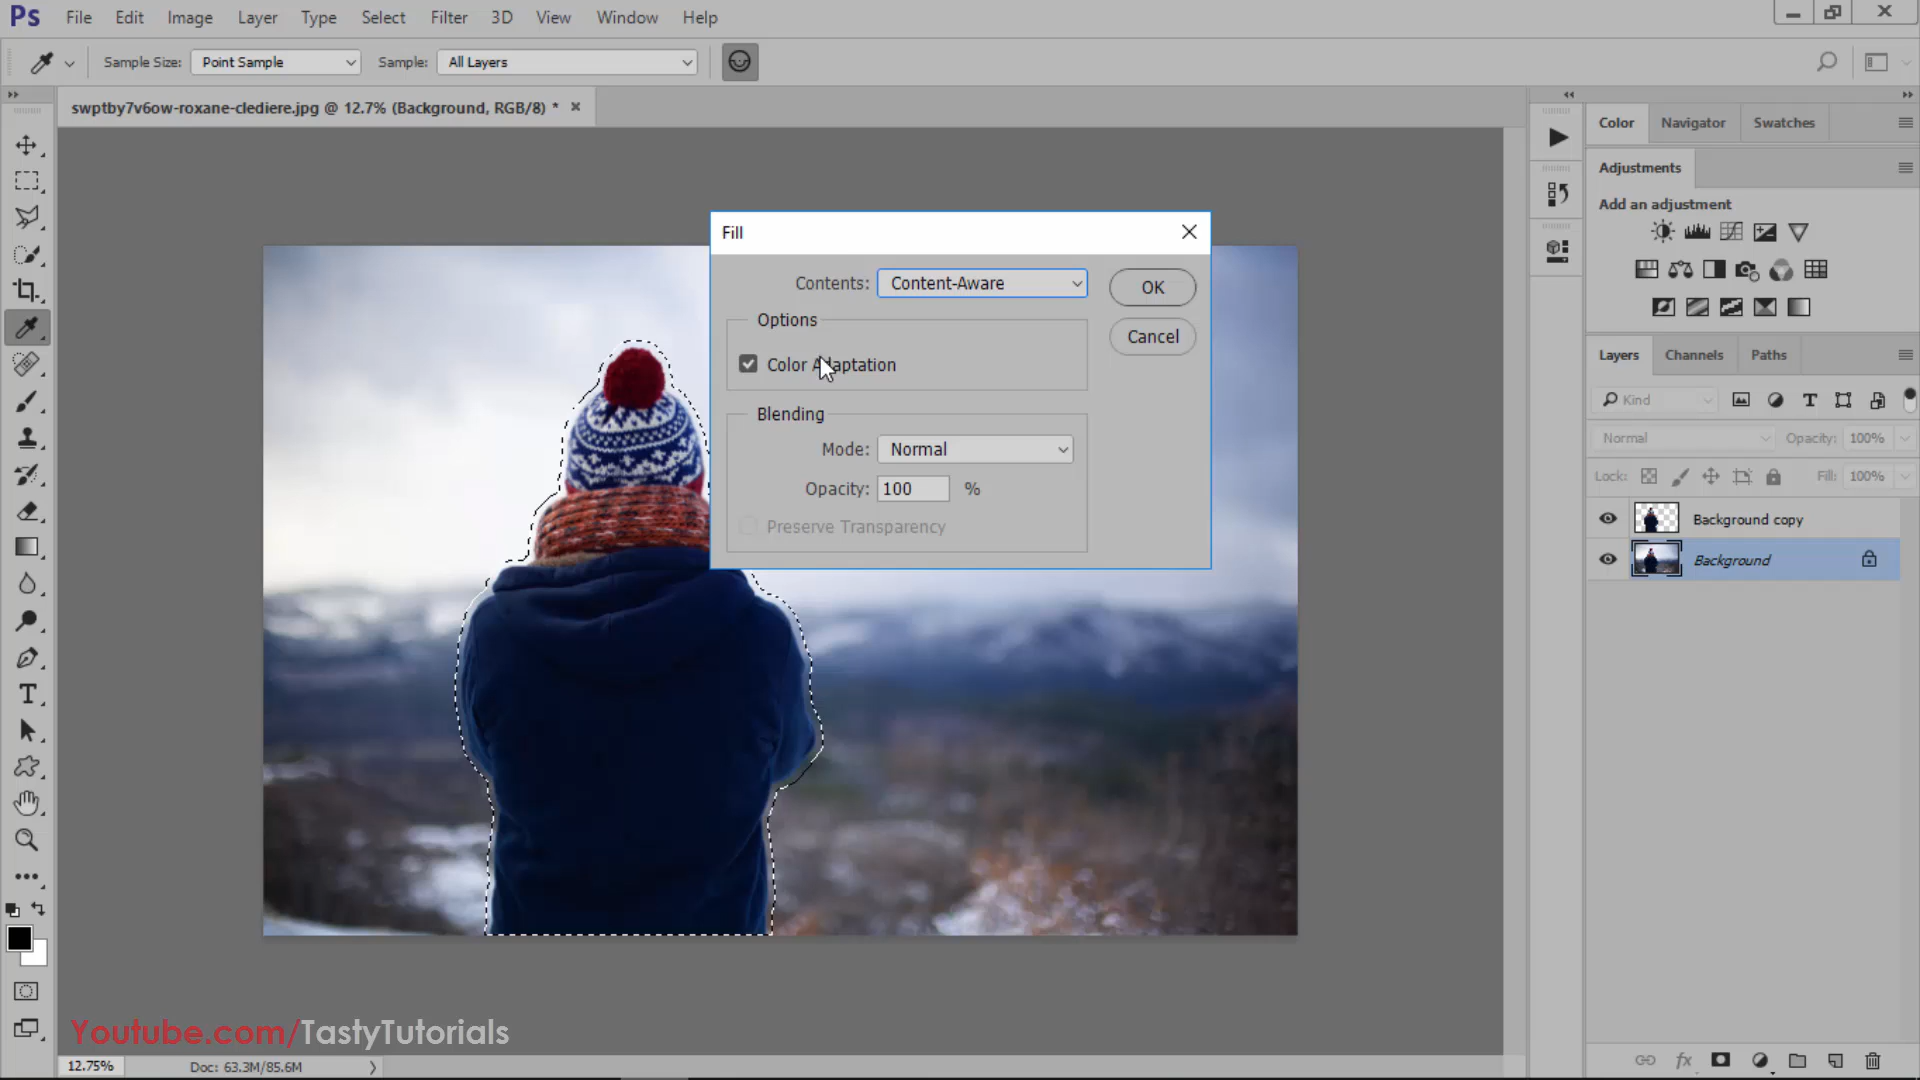 Ps File Edit Image Layer Type Select Filter 3D View Window Help
Sample Size: Point Sample Sample: All Layers
swptby7v6ow-roxane-clediere.jpg @ 12.7% (Background, RGB/8) *
Color Navigator Swatches
Adjustments
Add an adjustment
Fill
Contents: Content-Aware
OK
Options
Cancel
Color Adaptation
Blending
Mode: Normal
Opacity: 100 %
Preserve Transparency
Layers Channels Paths
Kind
Normal Opacity: 100%
Lock: Fill: 100%
Background copy
Background
Youtube.com/TastyTutorials
12.75% Doc: 63.3M/85.6M